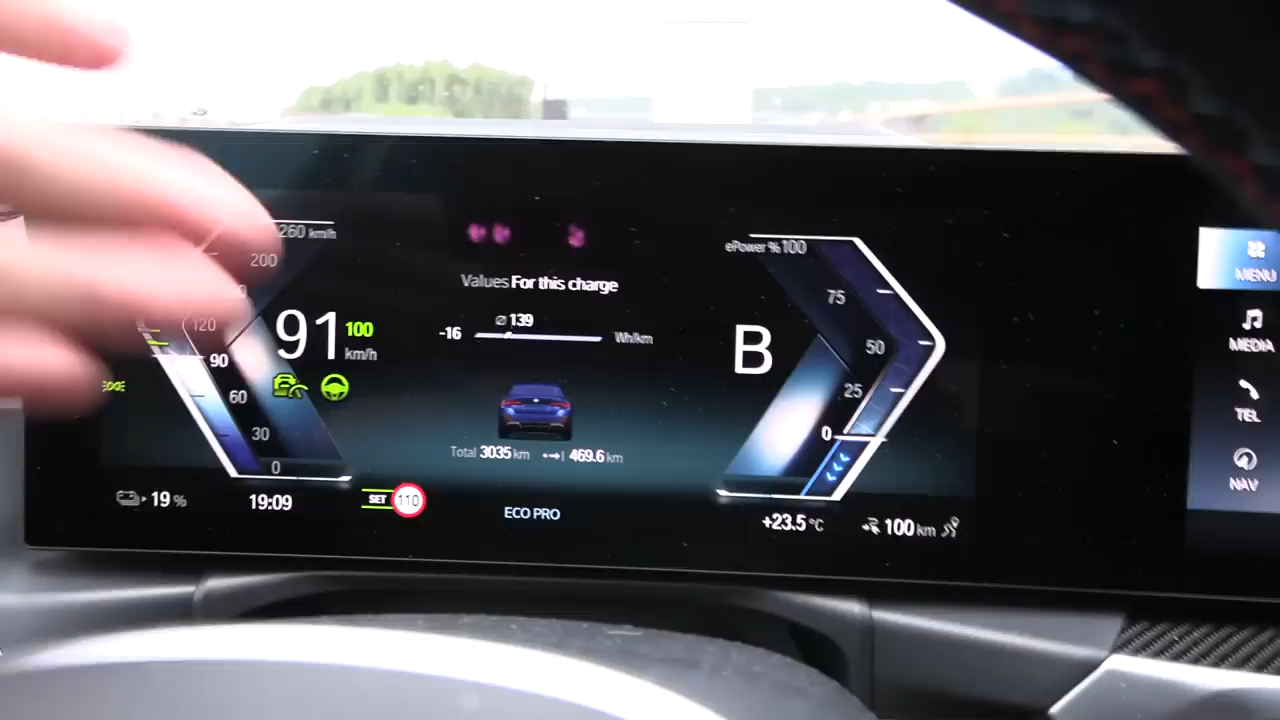 260 km/h
200
120
90
60
30
0
91 100
km/h
Values For this charge
-16 ⌀ 139 Wh/km
Total 3035 km 469.6 km
ePower % 100
75
50
25
0
B
19 %
19:09
SET 110
ECO PRO
+23.5 °C
100 km
MENU
MEDIA
TEL
NAV